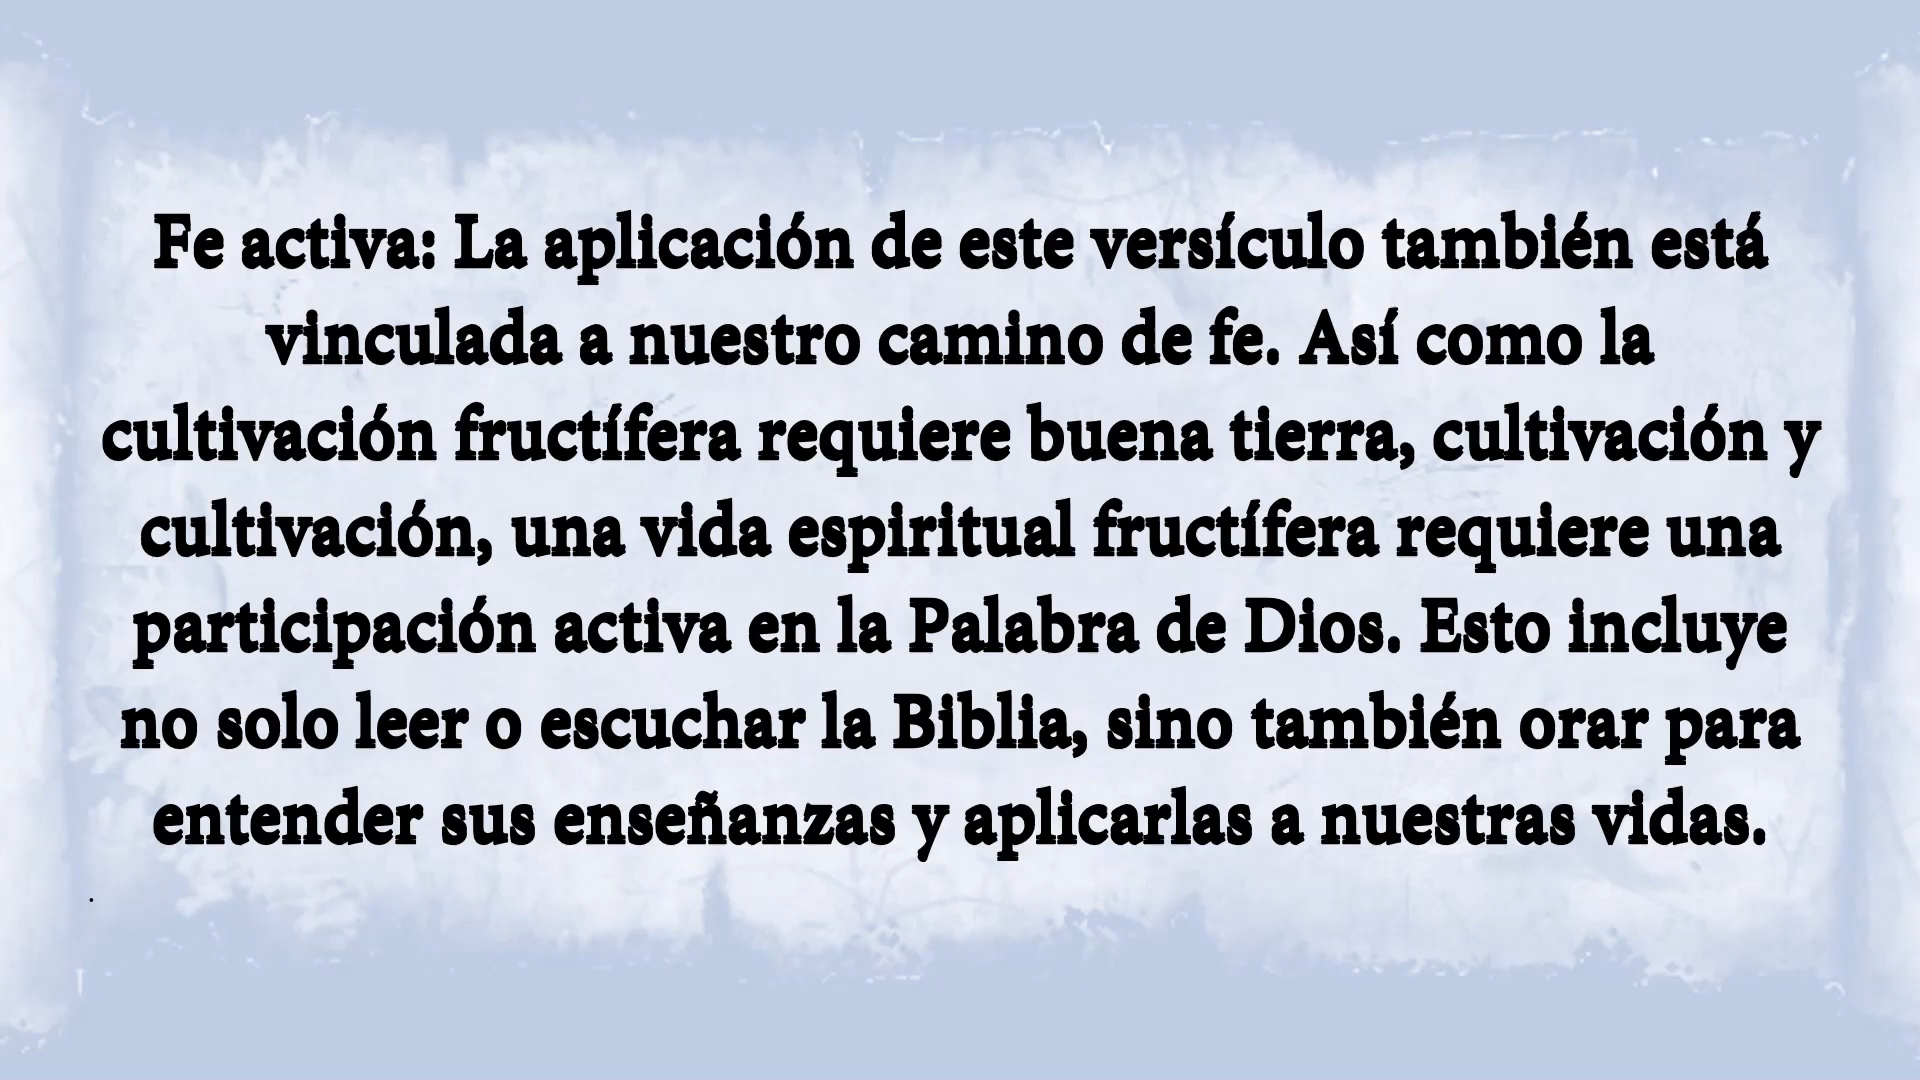 Fe activa: La aplicación de este versículo también está
vinculada a nuestro camino de fe. Así como la
cultivación fructífera requiere buena tierra, cultivación y
cultivación, una vida espiritual fructífera requiere una
participación activa en la Palabra de Dios. Esto incluye
no solo leer o escuchar la Biblia, sino también orar para
entender sus enseñanzas y aplicarlas a nuestras vidas.
.